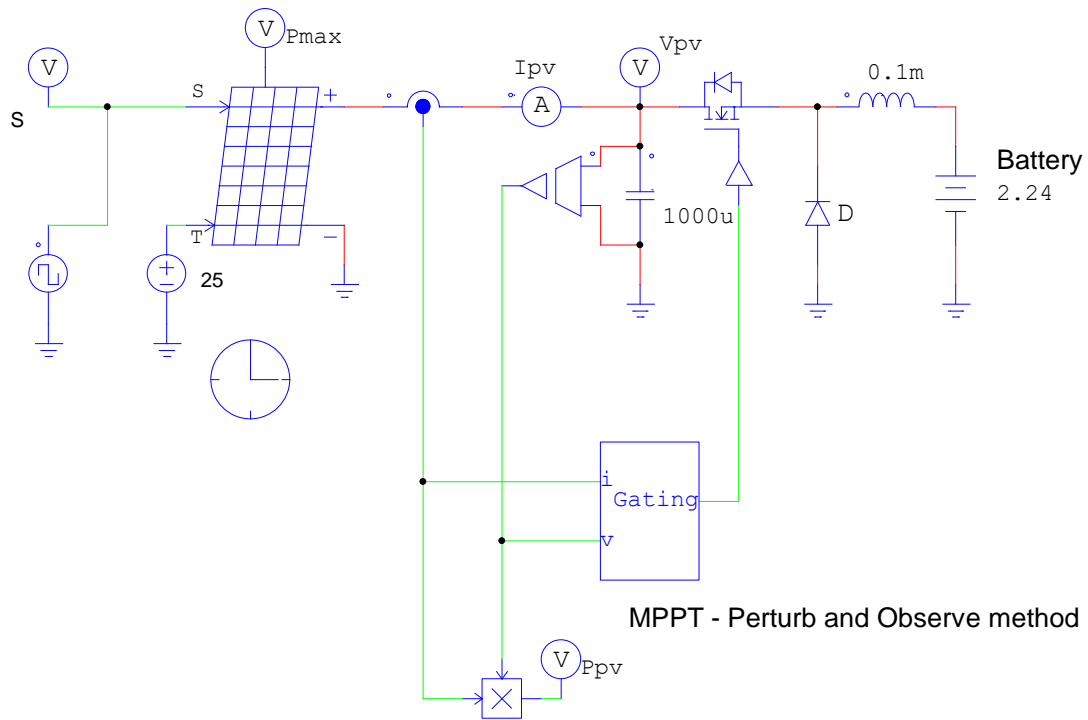 V
Pmax
V
S
S
+
Ipv
A
Vpv
V
0.1m
T
−
+
−
25
1000u
D
Battery
2.24
i
Gating
v
MPPT - Perturb and Observe method
V
Ppv